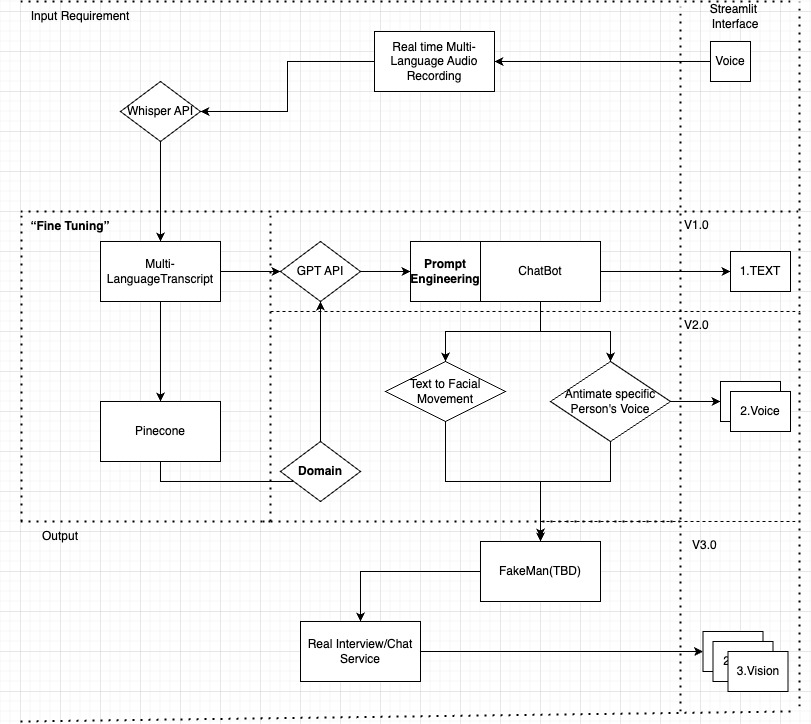 Input Requirement
Streamlit
Interface
Real time Multi-
Language Audio
Recording
Voice
Whisper API
“Fine Tuning”
V1.0
Multi-
LanguageTranscript
GPT API
Prompt
Engineering
ChatBot
1.TEXT
V2.0
Text to Facial
Movement
Antimate specific
Person's Voice
2.Voice
Pinecone
Domain
Output
V3.0
FakeMan(TBD)
Real Interview/Chat
Service
2
3.Vision